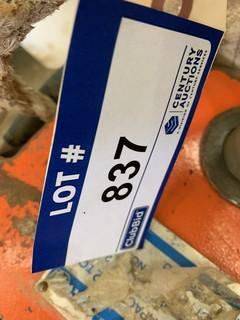 LOT #
837
ClubBid
CENTURY
AUCTIONS